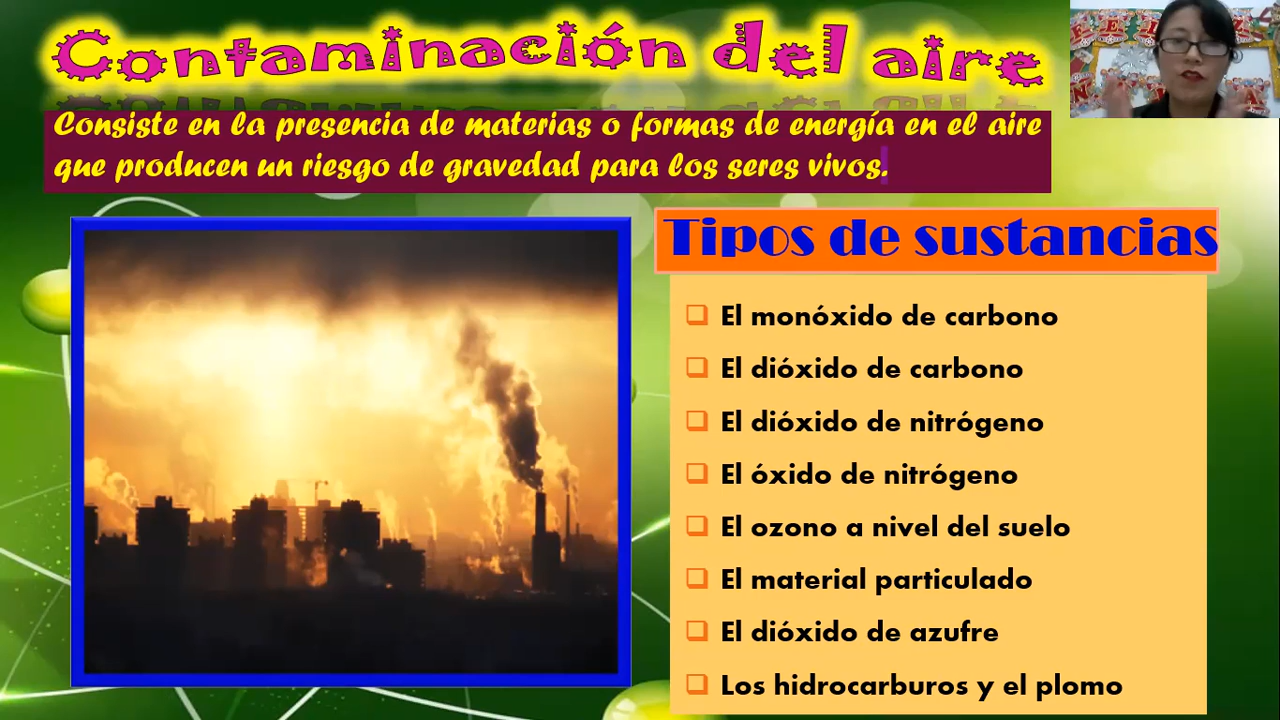 Contaminación del aire
Consiste en la presencia de materias o formas de energía en el aire
que producen un riesgo de gravedad para los seres vivos.
Tipos de sustancias
El monóxido de carbono
El dióxido de carbono
El dióxido de nitrógeno
El óxido de nitrógeno
El ozono a nivel del suelo
El material particulado
El dióxido de azufre
Los hidrocarburos y el plomo